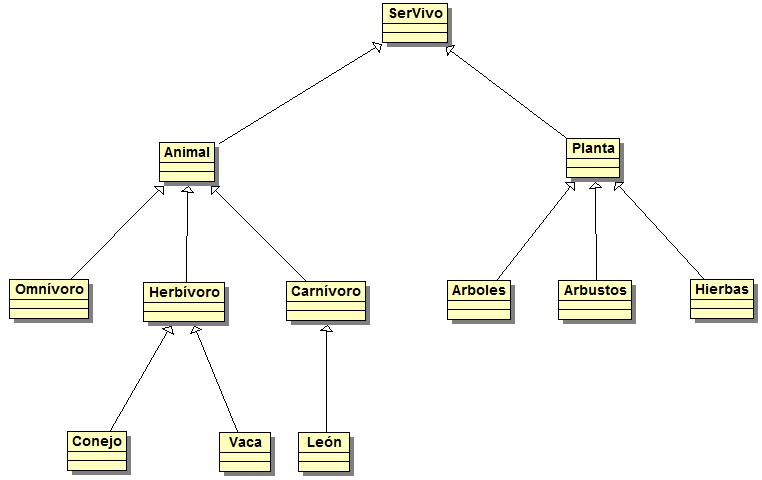 SerVivo
Animal
Planta
Omnívoro
Herbívoro
Carnívoro
Arboles
Arbustos
Hierbas
Conejo
Vaca
León